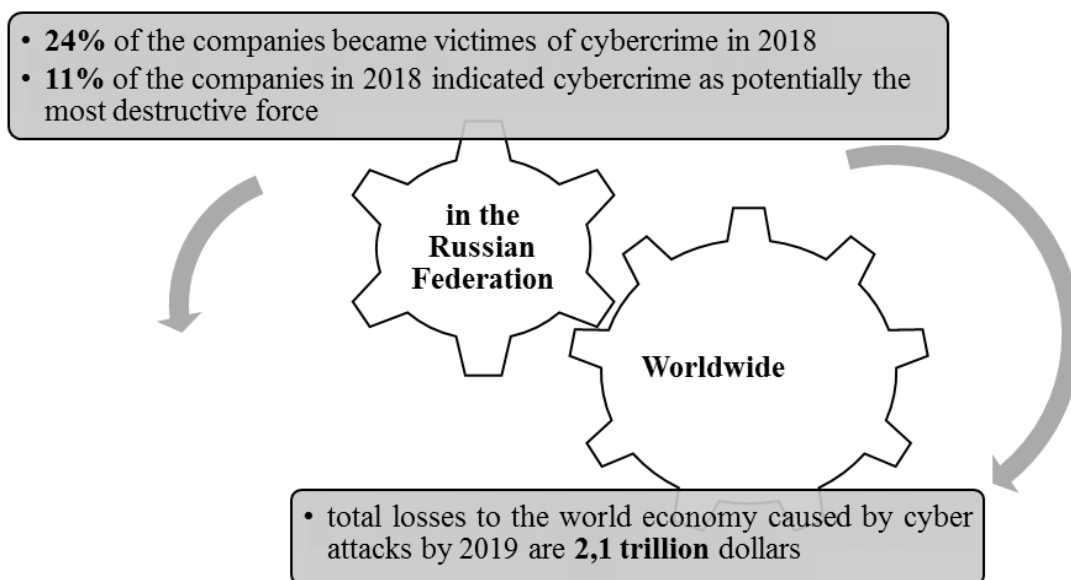 • 24% of the companies became victims of cybercrime in 2018
• 11% of the companies in 2018 indicated cybercrime as potentially the
most destructive force
in the
Russian
Federation
Worldwide
• total losses to the world economy caused by cyber
attacks by 2019 are 2,1 trillion dollars